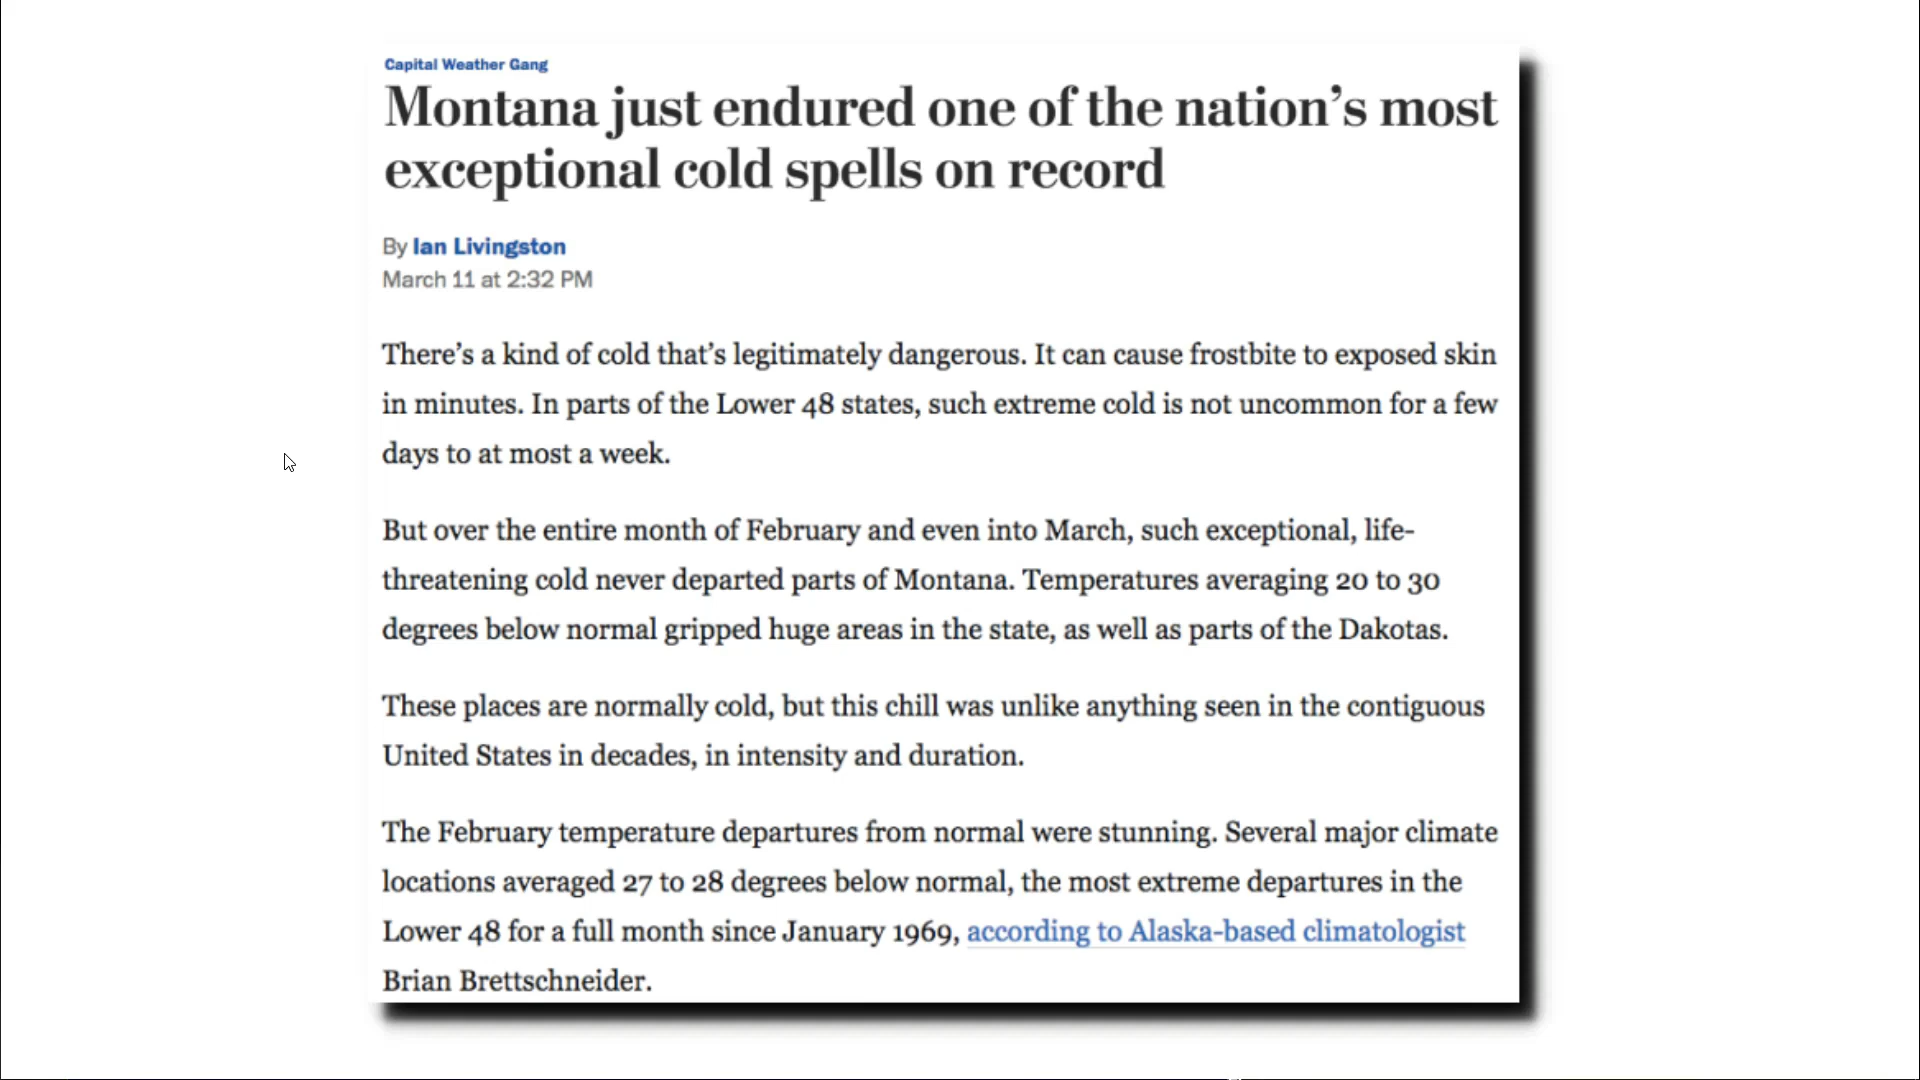 Capital Weather Gang
Montana just endured one of the nation’s most
exceptional cold spells on record
By Ian Livingston
March 11 at 2:32 PM
There’s a kind of cold that’s legitimately dangerous. It can cause frostbite to exposed skin
in minutes. In parts of the Lower 48 states, such extreme cold is not uncommon for a few
days to at most a week.
But over the entire month of February and even into March, such exceptional, life-
threatening cold never departed parts of Montana. Temperatures averaging 20 to 30
degrees below normal gripped huge areas in the state, as well as parts of the Dakotas.
These places are normally cold, but this chill was unlike anything seen in the contiguous
United States in decades, in intensity and duration.
The February temperature departures from normal were stunning. Several major climate
locations averaged 27 to 28 degrees below normal, the most extreme departures in the
Lower 48 for a full month since January 1969, according to Alaska-based climatologist
Brian Brettschneider.